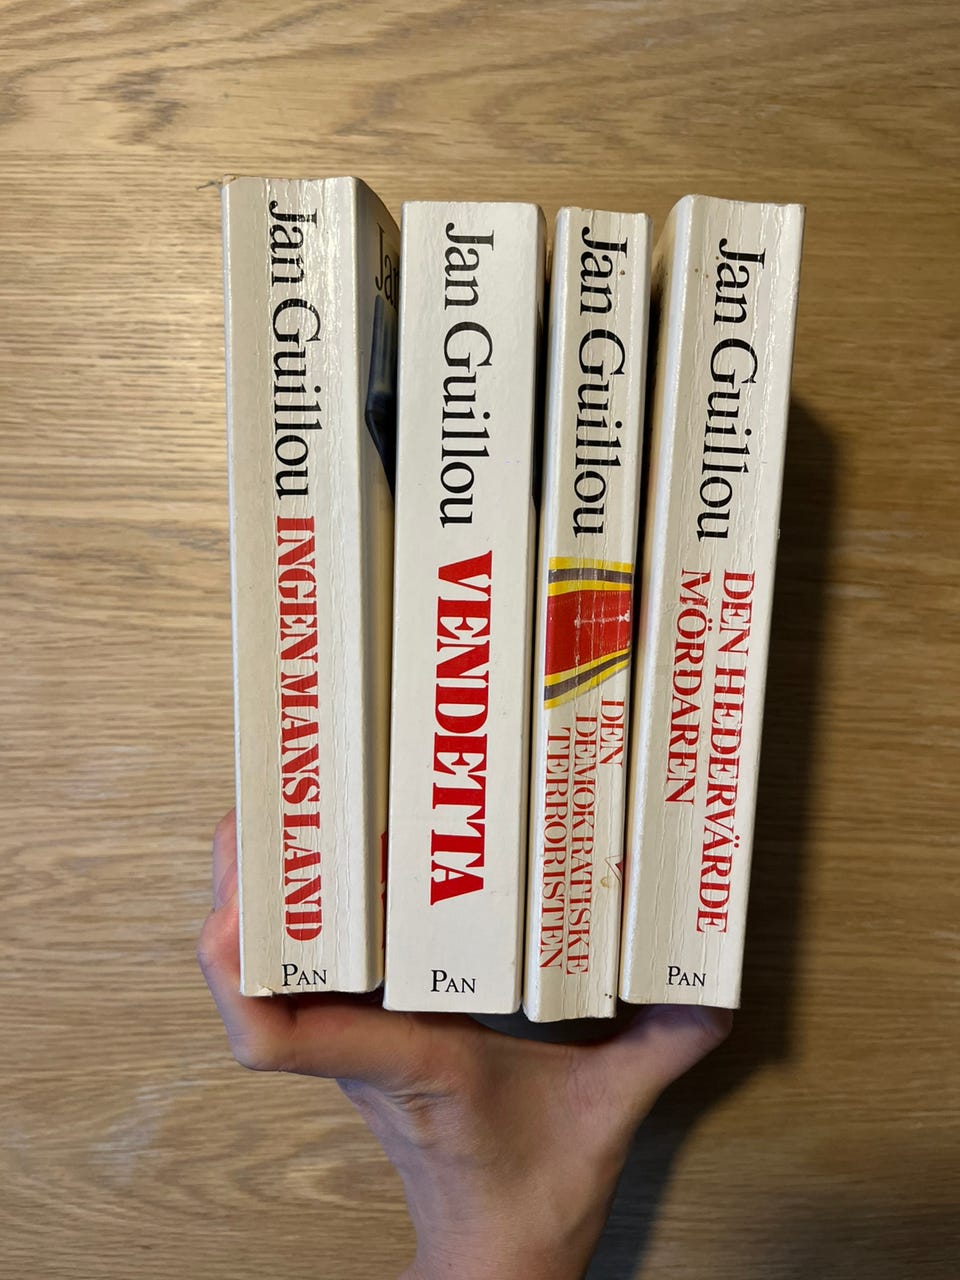 Jan Guillou INGEN MANS LAND
PAN
Jan
Jan Guillou VENDETTA
PAN
Jan Guillou
DEN
DEMOKRATISKE
TERRORISTEN
Jan Guillou
DEN HEDERVÄRDE
MÖRDAREN
PAN